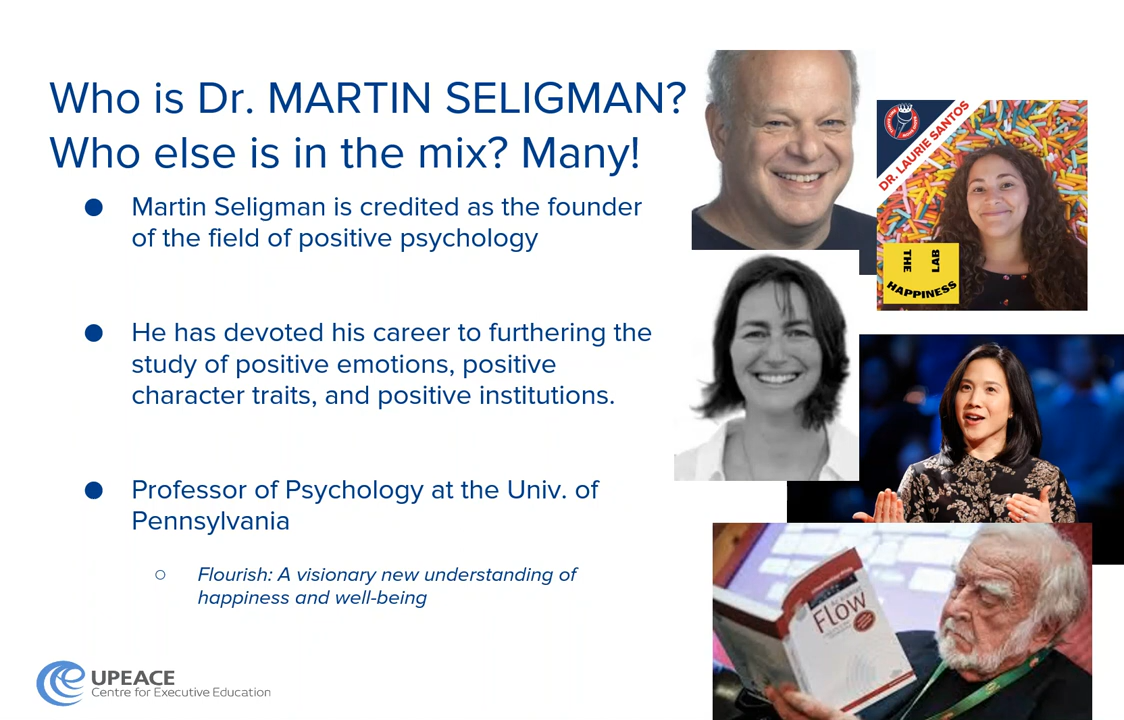 Who is Dr. MARTIN SELIGMAN?
Who else is in the mix? Many!
Martin Seligman is credited as the founder
of the field of positive psychology
He has devoted his career to furthering the
study of positive emotions, positive
character traits, and positive institutions.
Professor of Psychology at the Univ. of
Pennsylvania
Flourish: A visionary new understanding of
happiness and well-being
UPEACE
Centre for Executive Education
DR. LAURIE SANTOS
THE
LAB
HAPPINESS
FLOW